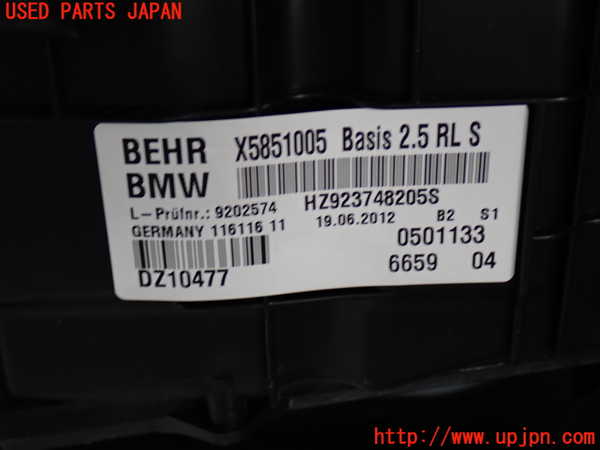 USED PARTS JAPAN
BEHR X5851005 Basis 2.5 RL S
BMW
HZ923748205S
L-Prüfnr.: 9202574 19.06.2012 B2 S1
GERMANY 116116 11 0501133
DZ10477 6659 04
http://www.upjpn.com/